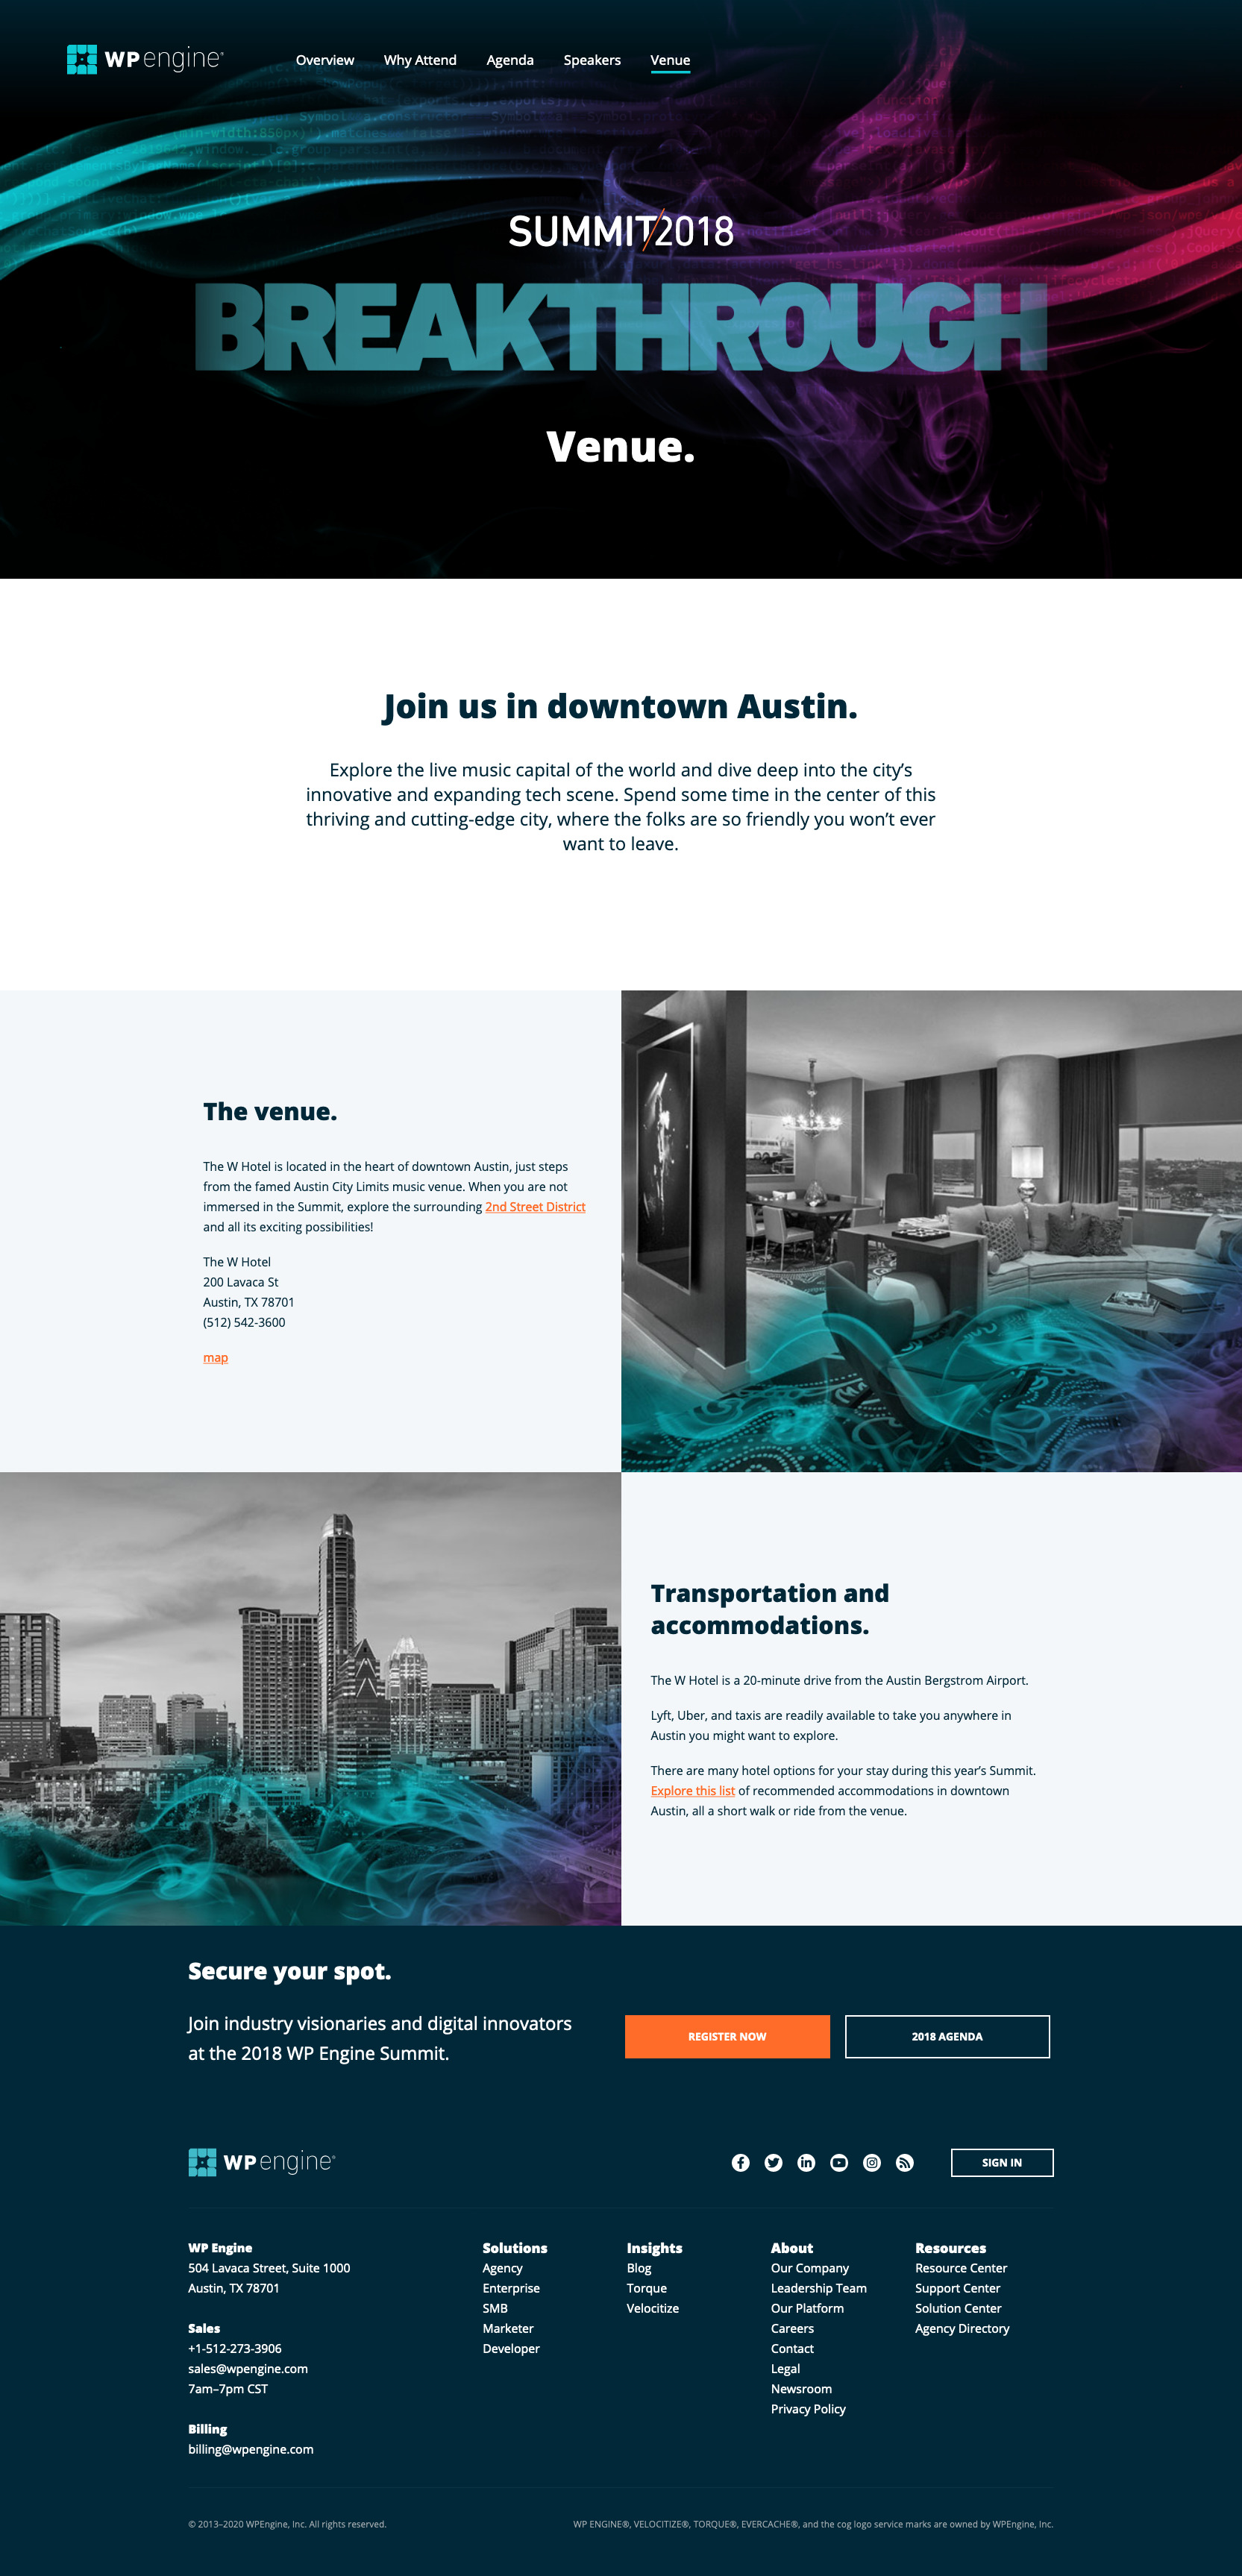 WP engine®
Overview
Why Attend
Agenda
Speakers
Venue
SUMMIT/2018
BREAKTHROUGH
Venue.
Join us in downtown Austin.
Explore the live music capital of the world and dive deep into the city’s
innovative and expanding tech scene. Spend some time in the center of this
thriving and cutting-edge city, where the folks are so friendly you won’t ever
want to leave.
The venue.
The W Hotel is located in the heart of downtown Austin, just steps
from the famed Austin City Limits music venue. When you are not
immersed in the Summit, explore the surrounding 2nd Street District
and all its exciting possibilities!
The W Hotel
200 Lavaca St
Austin, TX 78701
(512) 542-3600
map
Transportation and
accommodations.
The W Hotel is a 20-minute drive from the Austin Bergstrom Airport.
Lyft, Uber, and taxis are readily available to take you anywhere in
Austin you might want to explore.
There are many hotel options for your stay during this year’s Summit.
Explore this list of recommended accommodations in downtown
Austin, all a short walk or ride from the venue.
Secure your spot.
Join industry visionaries and digital innovators
at the 2018 WP Engine Summit.
REGISTER NOW
2018 AGENDA
WP engine®
SIGN IN
WP Engine
504 Lavaca Street, Suite 1000
Austin, TX 78701
Sales
+1-512-273-3906
sales@wpengine.com
7am–7pm CST
Billing
billing@wpengine.com
Solutions
Agency
Enterprise
SMB
Marketer
Developer
Insights
Blog
Torque
Velocitize
About
Our Company
Leadership Team
Our Platform
Careers
Contact
Legal
Newsroom
Privacy Policy
Resources
Resource Center
Support Center
Solution Center
Agency Directory
© 2013–2020 WPEngine, Inc. All rights reserved.
WP ENGINE®, VELOCITIZE®, TORQUE®, EVERCACHE®, and the cog logo service marks are owned by WPEngine, Inc.